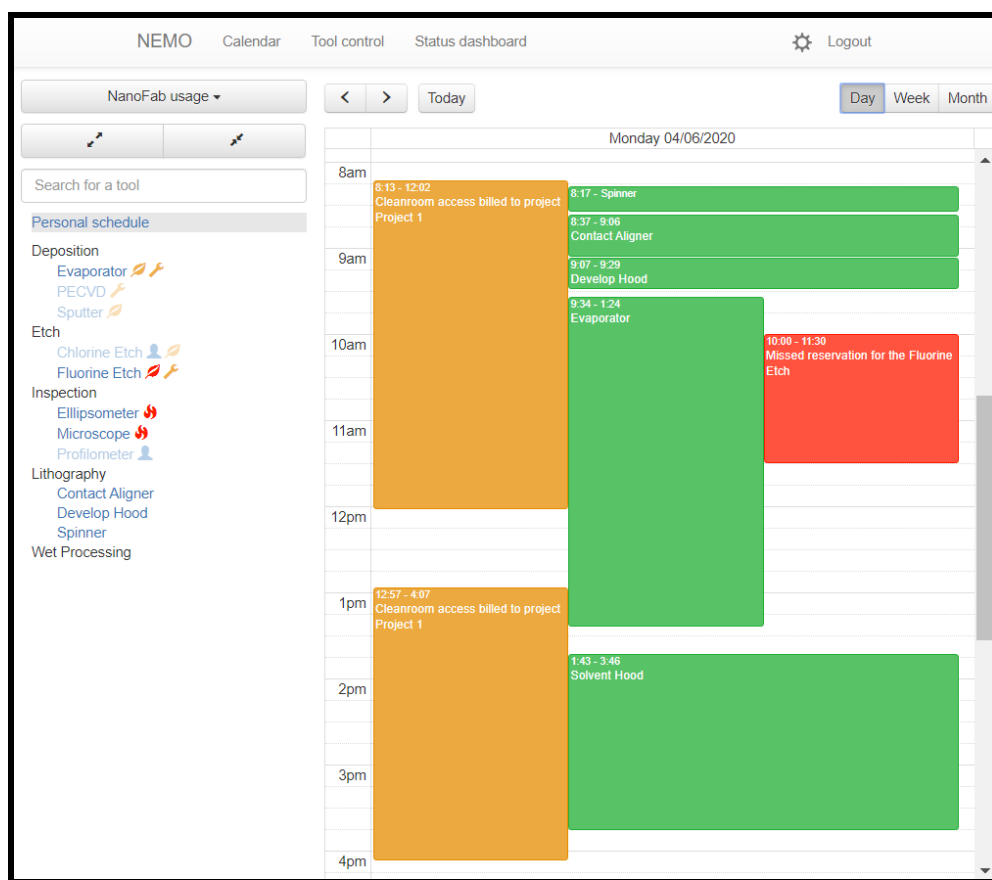 NEMO Calendar Tool control Status dashboard Logout
NanoFab usage
Today
Day Week Month
Search for a tool
Personal schedule
Deposition
Evaporator
PECVD
Sputter
Etch
Chlorine Etch
Fluorine Etch
Inspection
Elllipsometer
Microscope
Profilometer
Lithography
Contact Aligner
Develop Hood
Spinner
Wet Processing
Monday 04/06/2020
8am
8:13 - 12:02
Cleanroom access billed to project
Project 1
8:17 - Spinner
8:37 - 9:06
Contact Aligner
9am
9:07 - 9:29
Develop Hood
9:34 - 1:24
Evaporator
10am
10:00 - 11:30
Missed reservation for the Fluorine
Etch
11am
12pm
12:57 - 4:07
Cleanroom access billed to project
Project 1
1pm
1:43 - 3:46
Solvent Hood
2pm
3pm
4pm